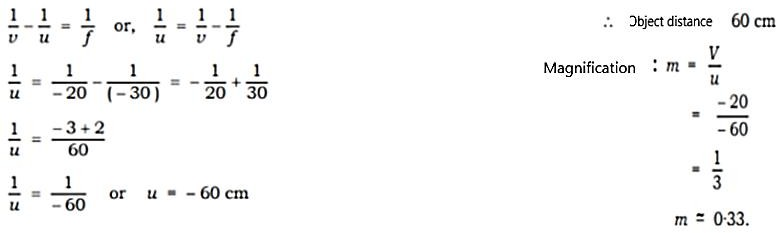 1/v - 1/u = 1/f or, 1/u = 1/v - 1/f
1/u = 1/-20 - 1/(-30) = - 1/20 + 1/30
1/u = -3+2/60
1/u = 1/-60 or u = - 60 cm
∴ Object distance 60 cm
Magnification : m = V/u
= -20/-60
= 1/3
m ≃ 0·33.